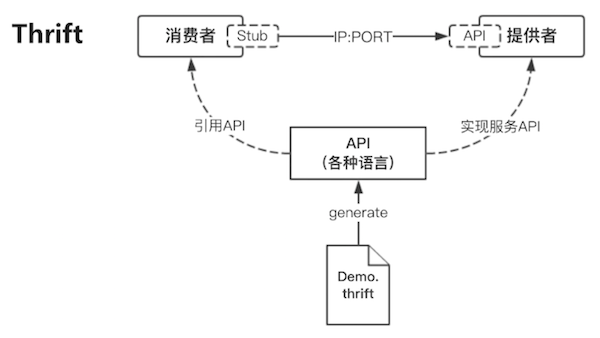 Thrift
消费者
Stub
IP:PORT
API
提供者
引用API
实现服务API
API
（各种语言）
generate
Demo.
thrift